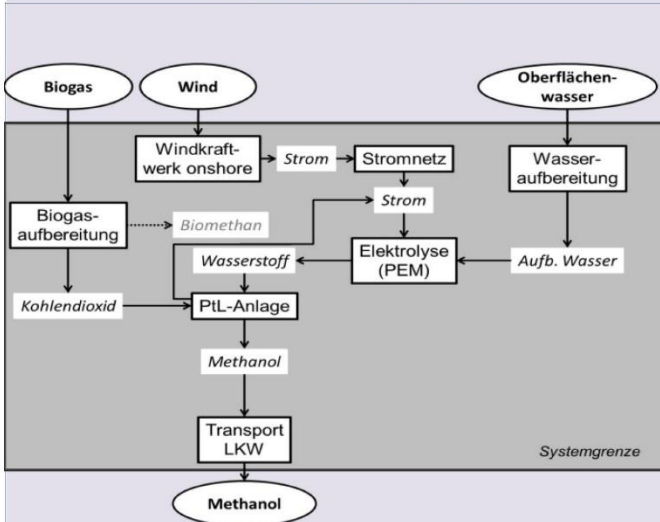 Biogas
Wind
Oberflächen-
wasser
Windkraft-
werk onshore
Strom
Stromnetz
Wasser-
aufbereitung
Biogas-
aufbereitung
Biomethan
Strom
Wasserstoff
Elektrolyse
(PEM)
Aufb. Wasser
Kohlendioxid
PtL-Anlage
Methanol
Transport
LKW
Systemgrenze
Methanol